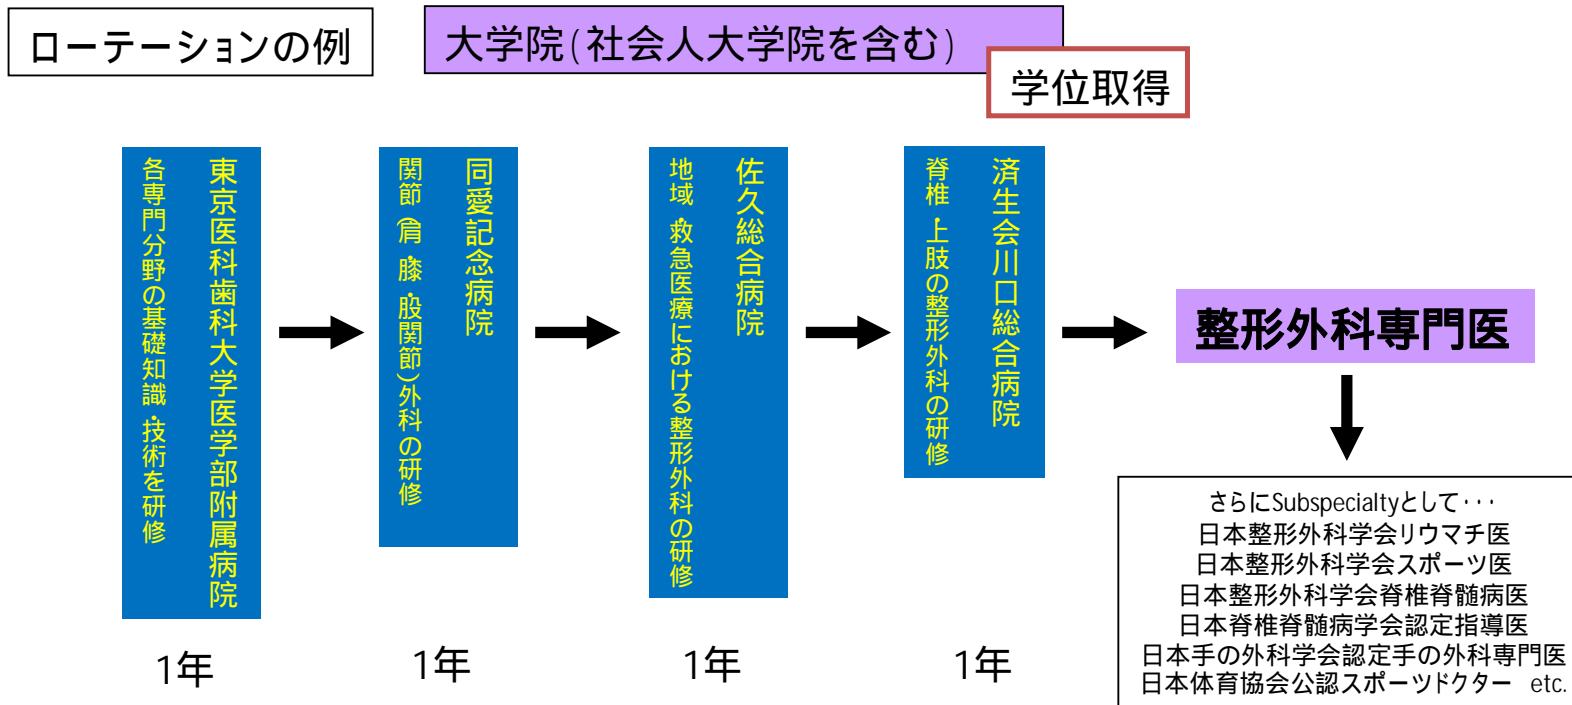 ローテーションの例
大学院(社会人大学院を含む)
学位取得
東京医科歯科大学医学部附属病院
各専門分野の基礎知識・技術を研修
同愛記念病院
関節(肩・膝・股関節)外科の研修
佐久総合病院
地域・救急医療における整形外科の研修
済生会川口総合病院
脊椎・上肢の整形外科の研修
整形外科専門医
1年
1年
1年
1年
さらにSubspecialtyとして・・・
日本整形外科学会リウマチ医
日本整形外科学会スポーツ医
日本整形外科学会脊椎脊髄病医
日本脊椎脊髄病学会認定指導医
日本手の外科学会認定手の外科専門医
日本体育協会公認スポーツドクター etc.